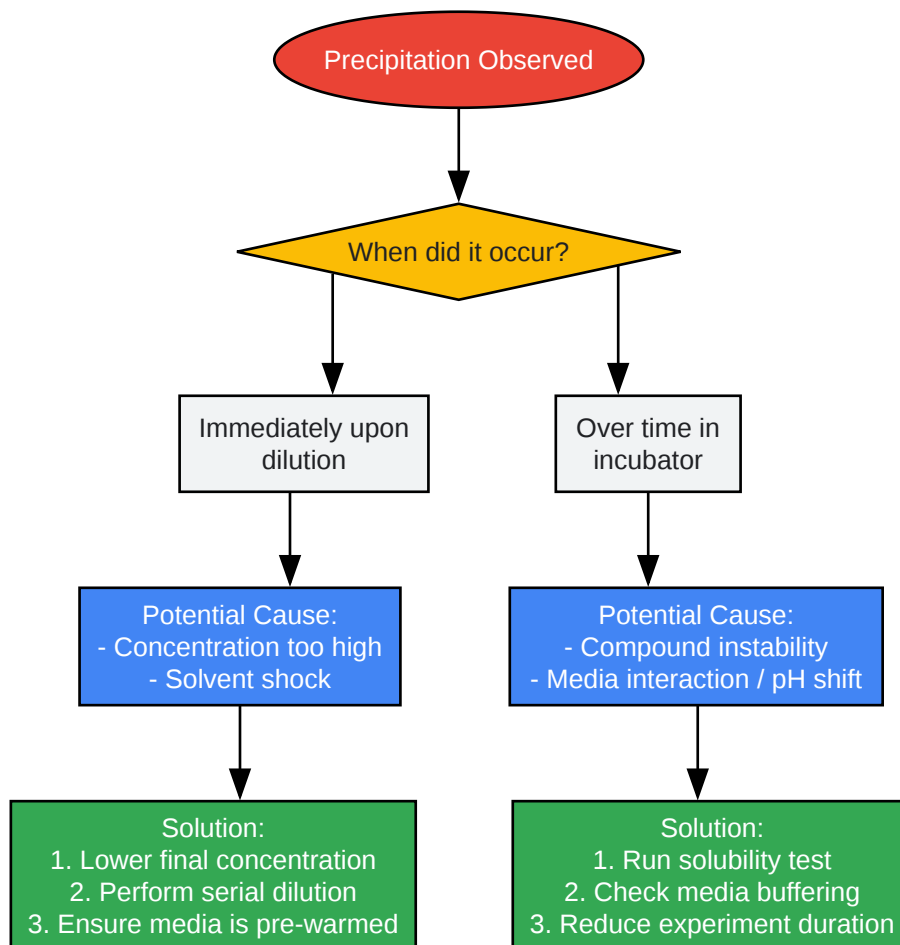 Precipitation Observed
When did it occur?
Immediately upon
dilution
Over time in
incubator
Potential Cause:
- Concentration too high
- Solvent shock
Potential Cause:
- Compound instability
- Media interaction / pH shift
Solution:
1. Lower final concentration
2. Perform serial dilution
3. Ensure media is pre-warmed
Solution:
1. Run solubility test
2. Check media buffering
3. Reduce experiment duration